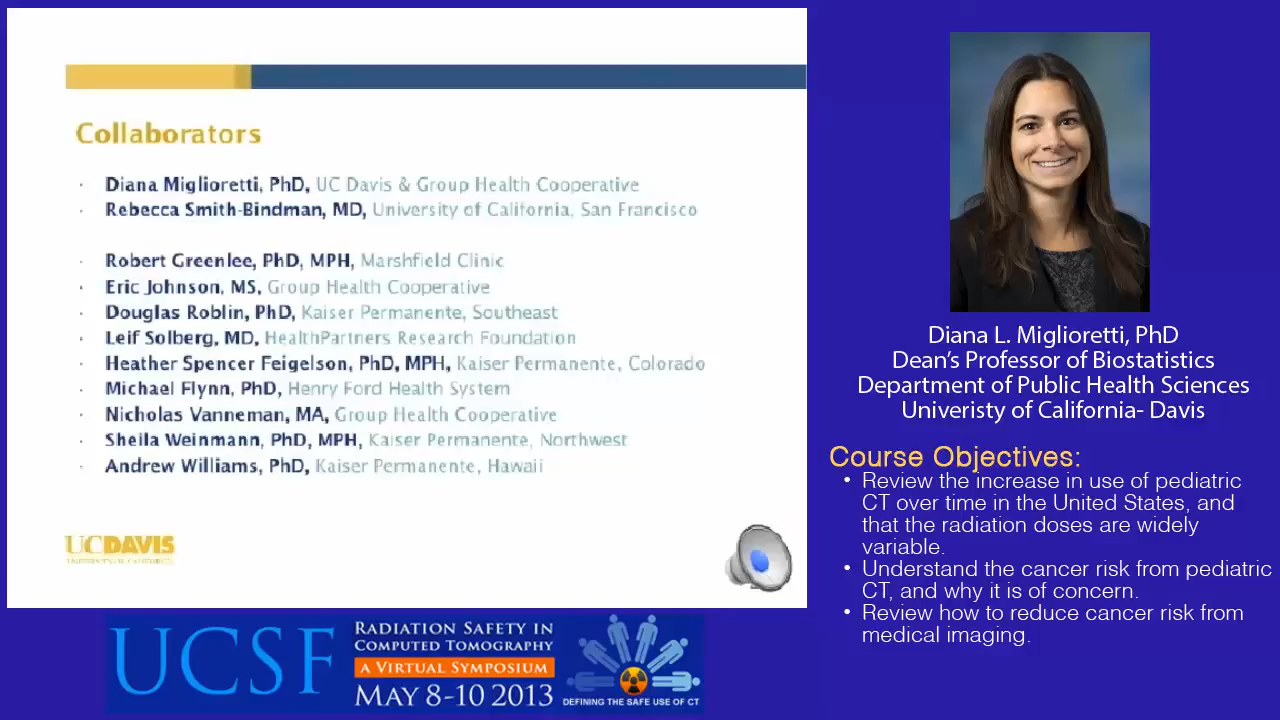 Collaborators
· Diana Miglioretti, PhD, UC Davis & Group Health Cooperative
· Rebecca Smith-Bindman, MD, University of California, San Francisco
· Robert Greenlee, PhD, MPH, Marshfield Clinic
· Eric Johnson, MS, Group Health Cooperative
· Douglas Roblin, PhD, Kaiser Permanente, Southeast
· Leif Solberg, MD, HealthPartners Research Foundation
· Heather Spencer Feigelson, PhD, MPH, Kaiser Permanente, Colorado
· Michael Flynn, PhD, Henry Ford Health System
· Nicholas Vanneman, MA, Group Health Cooperative
· Sheila Weinmann, PhD, MPH, Kaiser Permanente, Northwest
· Andrew Williams, PhD, Kaiser Permanente, Hawaii
UCDAVIS
Diana L. Miglioretti, PhD
Dean's Professor of Biostatistics
Department of Public Health Sciences
Univeristy of California- Davis
Course Objectives:
• Review the increase in use of pediatric
CT over time in the United States, and
that the radiation doses are widely
variable.
• Understand the cancer risk from pediatric
CT, and why it is of concern.
• Review how to reduce cancer risk from
medical imaging.
UCSF
RADIATION SAFETY IN
COMPUTED TOMOGRAPHY
A VIRTUAL SYMPOSIUM
MAY 8-10 2013
DEFINING THE SAFE USE OF CT